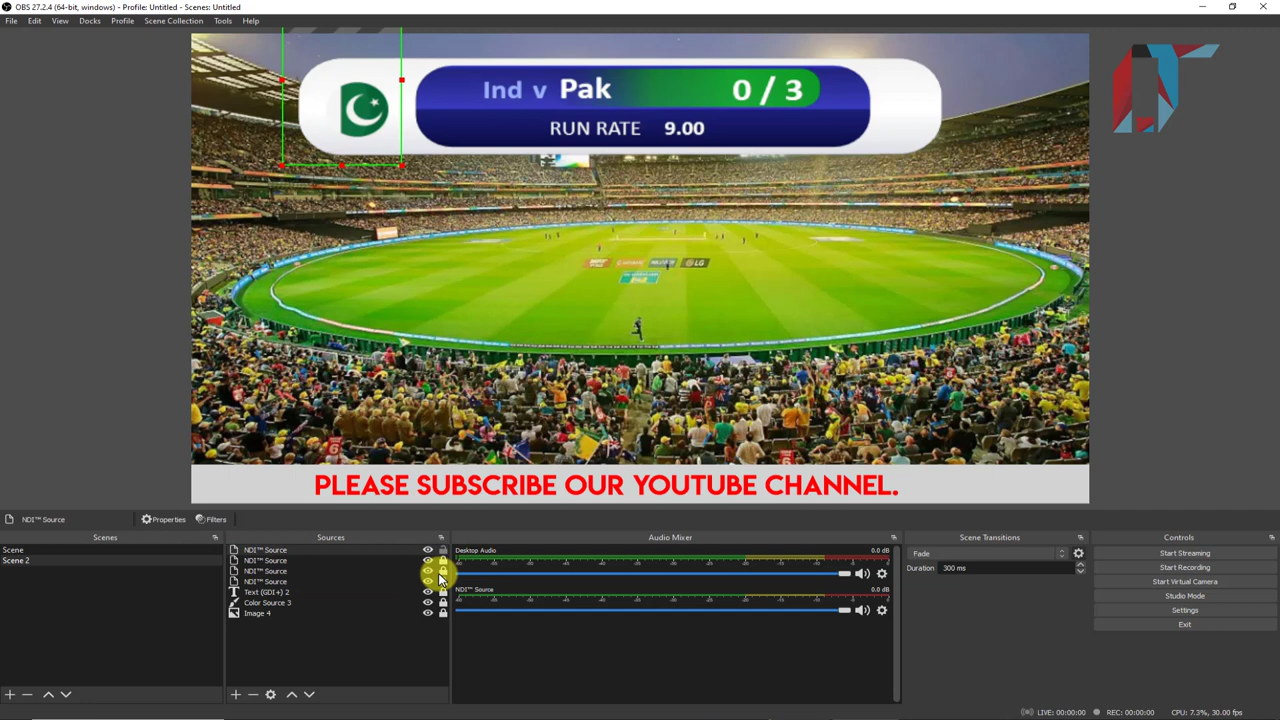 OBS 27.2.4 (64-bit, windows) - Profile: Untitled - Scenes: Untitled
File Edit View Docks Profile Scene Collection Tools Help
Ind v Pak 0 / 3
RUN RATE 9.00
LG
PLEASE SUBSCRIBE OUR YOUTUBE CHANNEL.
NDI™ Source Properties Filters
Scenes Sources Audio Mixer Scene Transitions Controls
Scene
Scene 2
NDI™ Source
NDI™ Source
NDI™ Source
NDI™ Source
Text (GDI+) 2
Color Source 3
Image 4
Desktop Audio 0.0 dB
NDI™ Source 0.0 dB
Fade
Duration 300 ms
Start Streaming
Start Recording
Start Virtual Camera
Studio Mode
Settings
Exit
LIVE: 00:00:00 REC: 00:00:00 CPU: 7.3%, 30.00 fps